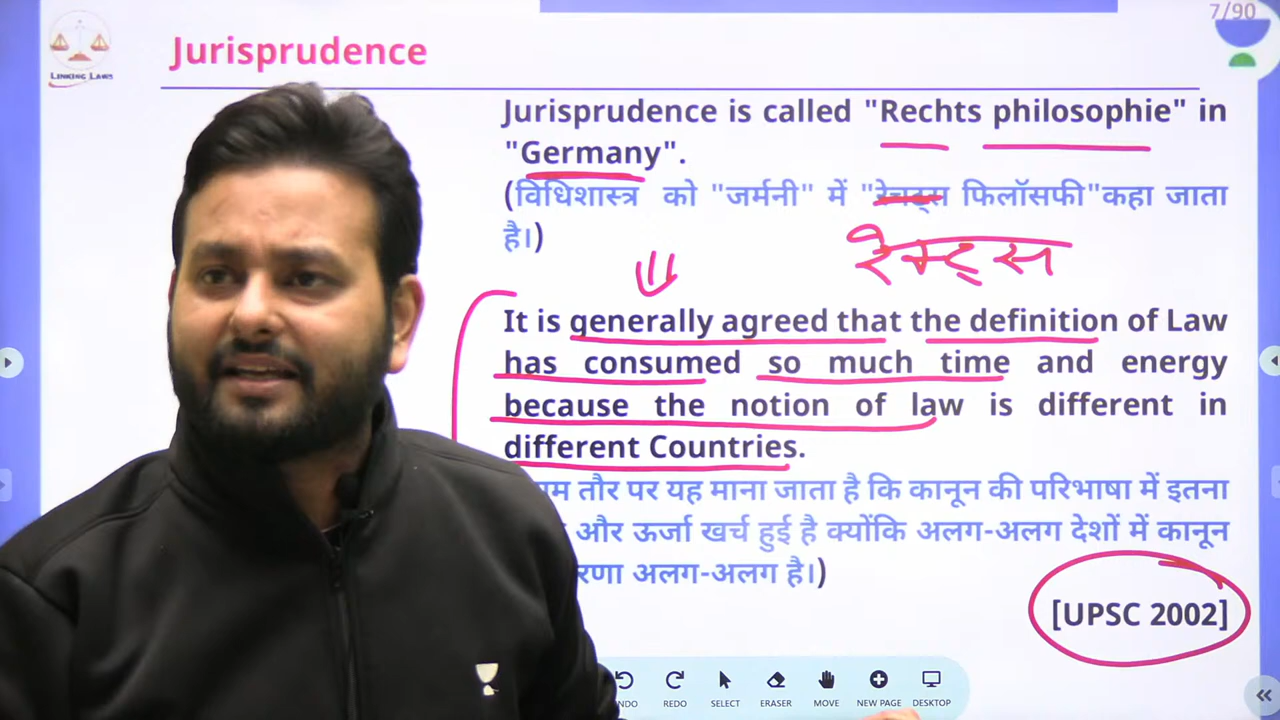 7/90
LINKING LAWS
Jurisprudence
Jurisprudence is called "Rechts philosophie" in
"Germany".
(विधिशास्त्र को "जर्मनी" में "रेचट्स फिलॉसफी"कहा जाता
है।)
It is generally agreed that the definition of Law
has consumed so much time and energy
because the notion of law is different in
different Countries.
तौर पर यह माना जाता है कि कानून की परिभाषा में इतना
और ऊर्जा खर्च हुई है क्योंकि अलग-अलग देशों में कानून
अलग-अलग है।)
[UPSC 2002]
REDO SELECT ERASER MOVE NEW PAGE DESKTOP